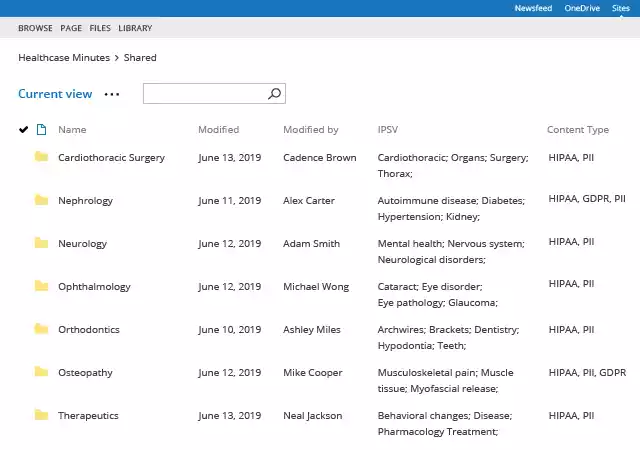 Newsfeed OneDrive Sites
BROWSE PAGE FILES LIBRARY
Healthcase Minutes > Shared
Current view ...
Name Modified Modified by IPSV Content Type
Cardiothoracic Surgery June 13, 2019 Cadence Brown Cardiothoracic; Organs; Surgery; HIPAA, PII
Thorax;
Nephrology June 11, 2019 Alex Carter Autoimmune disease; Diabetes; HIPAA, GDPR, PII
Hypertension; Kidney;
Neurology June 12, 2019 Adam Smith Mental health; Nervous system; HIPAA, PII
Neurological disorders;
Ophthalmology June 12, 2019 Michael Wong Cataract; Eye disorder; HIPAA, PII
Eye pathology; Glaucoma;
Orthodontics June 10, 2019 Ashley Miles Archwires; Brackets; Dentistry; HIPAA, PII
Hypodontia; Teeth;
Osteopathy June 12, 2019 Mike Cooper Musculoskeletal pain; Muscle HIPAA, PII, GDPR
tissue; Myofascial release;
Therapeutics June 13, 2019 Neal Jackson Behavioral changes; Disease; HIPAA, PII
Pharmacology Treatment;